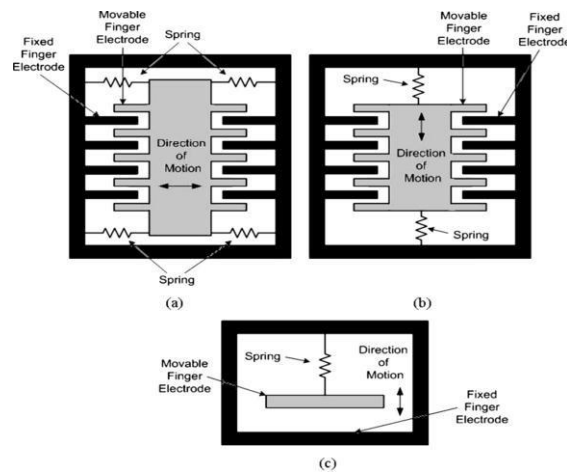 Movable
Finger
Electrode
Spring
Fixed
Finger
Electrode
Direction
of
Motion
Spring
(a)
Movable
Finger
Electrode
Fixed
Finger
Electrode
Spring
Direction
of
Motion
Spring
(b)
Movable
Finger
Electrode
Spring
Direction
of Motion
Fixed
Finger
Electrode
(c)